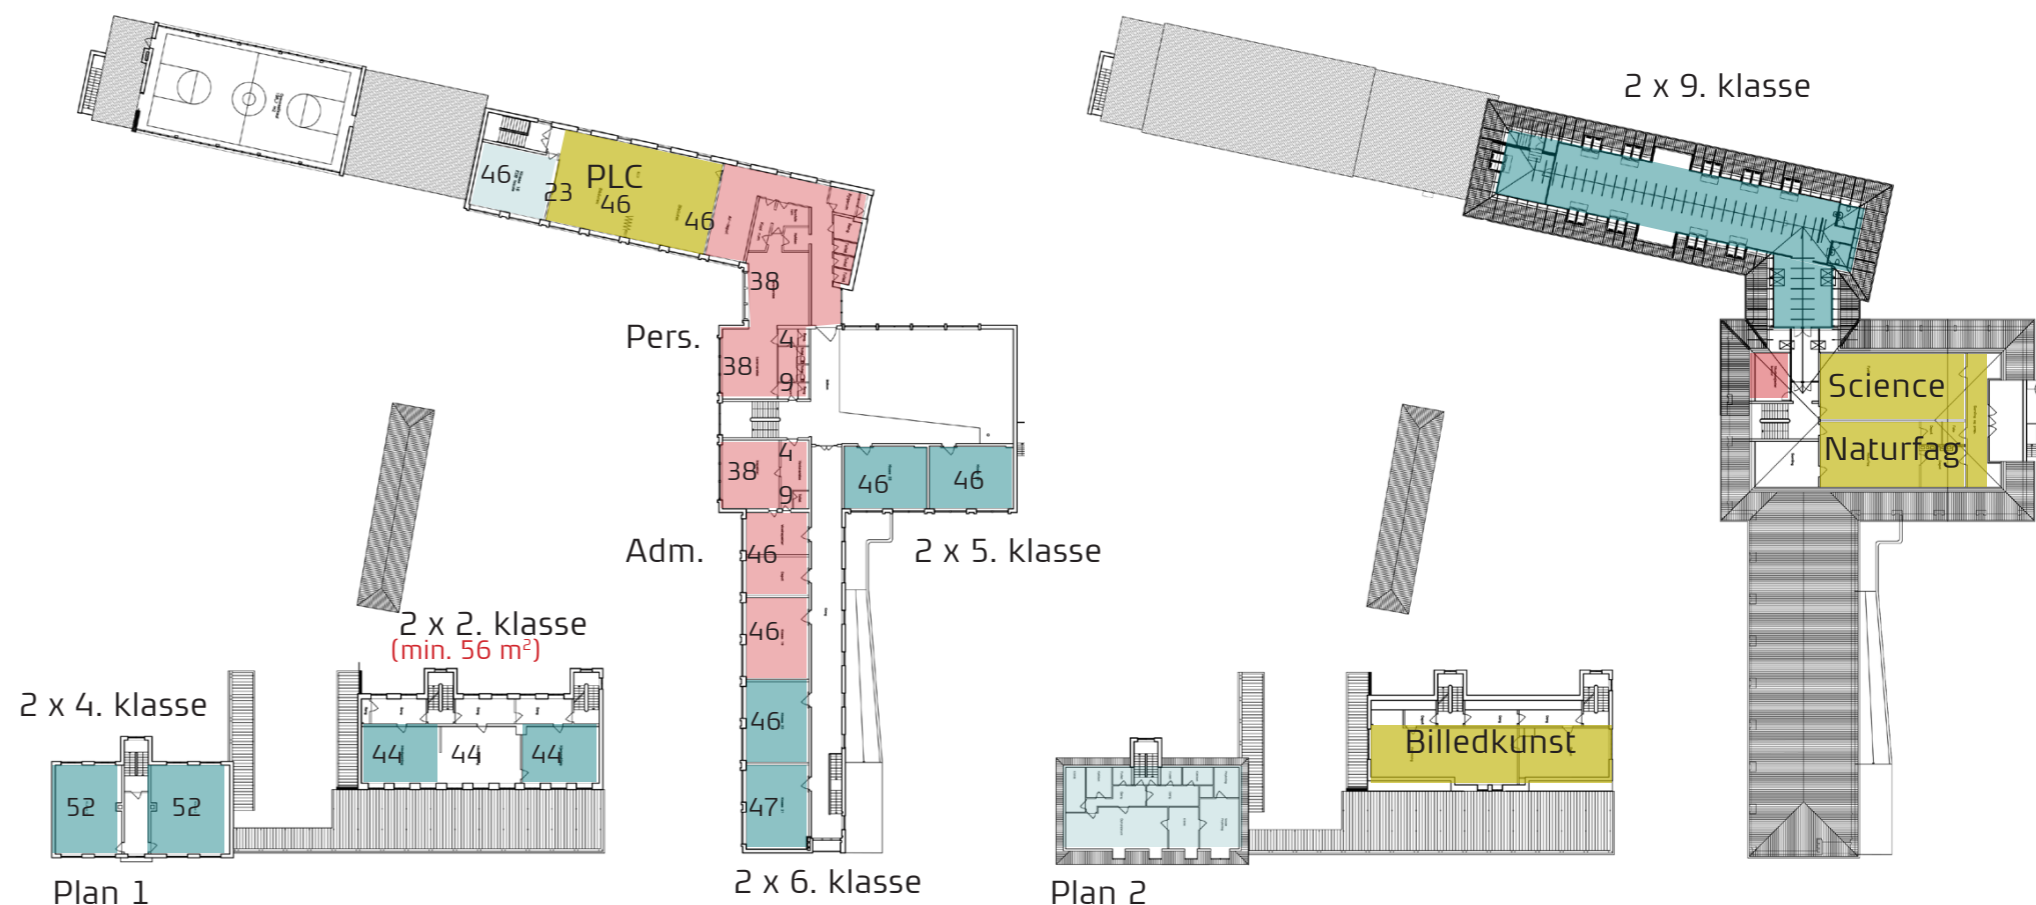 2 x 9. klasse
46
23
PLC
46
46
38
Pers.
38
4
9
38
4
9
Adm.
46
46
46
2 x 5. klasse
46
46
47
2 x 6. klasse
2 x 2. klasse
(min. 56 m²)
44
44
44
2 x 4. klasse
52
52
Plan 1
Science
Naturfag
Billedkunst
Plan 2